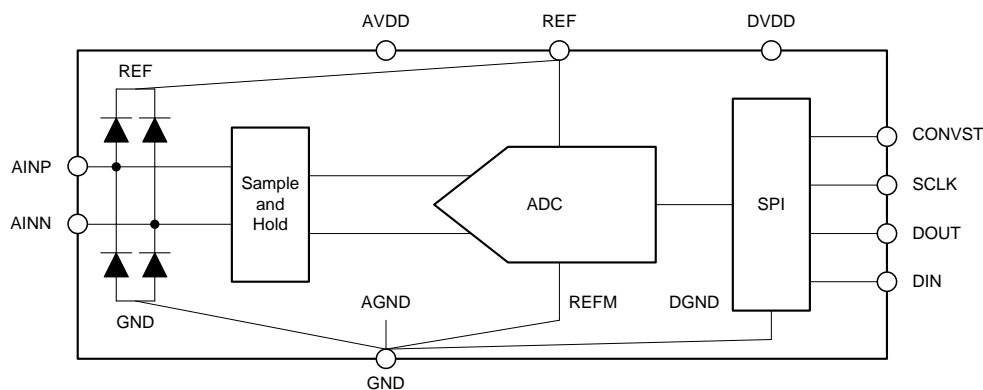 AVDD
REF
DVDD
REF
AINP
AINN
Sample
and
Hold
ADC
SPI
CONVST
SCLK
DOUT
DIN
GND
AGND
REFM
DGND
GND